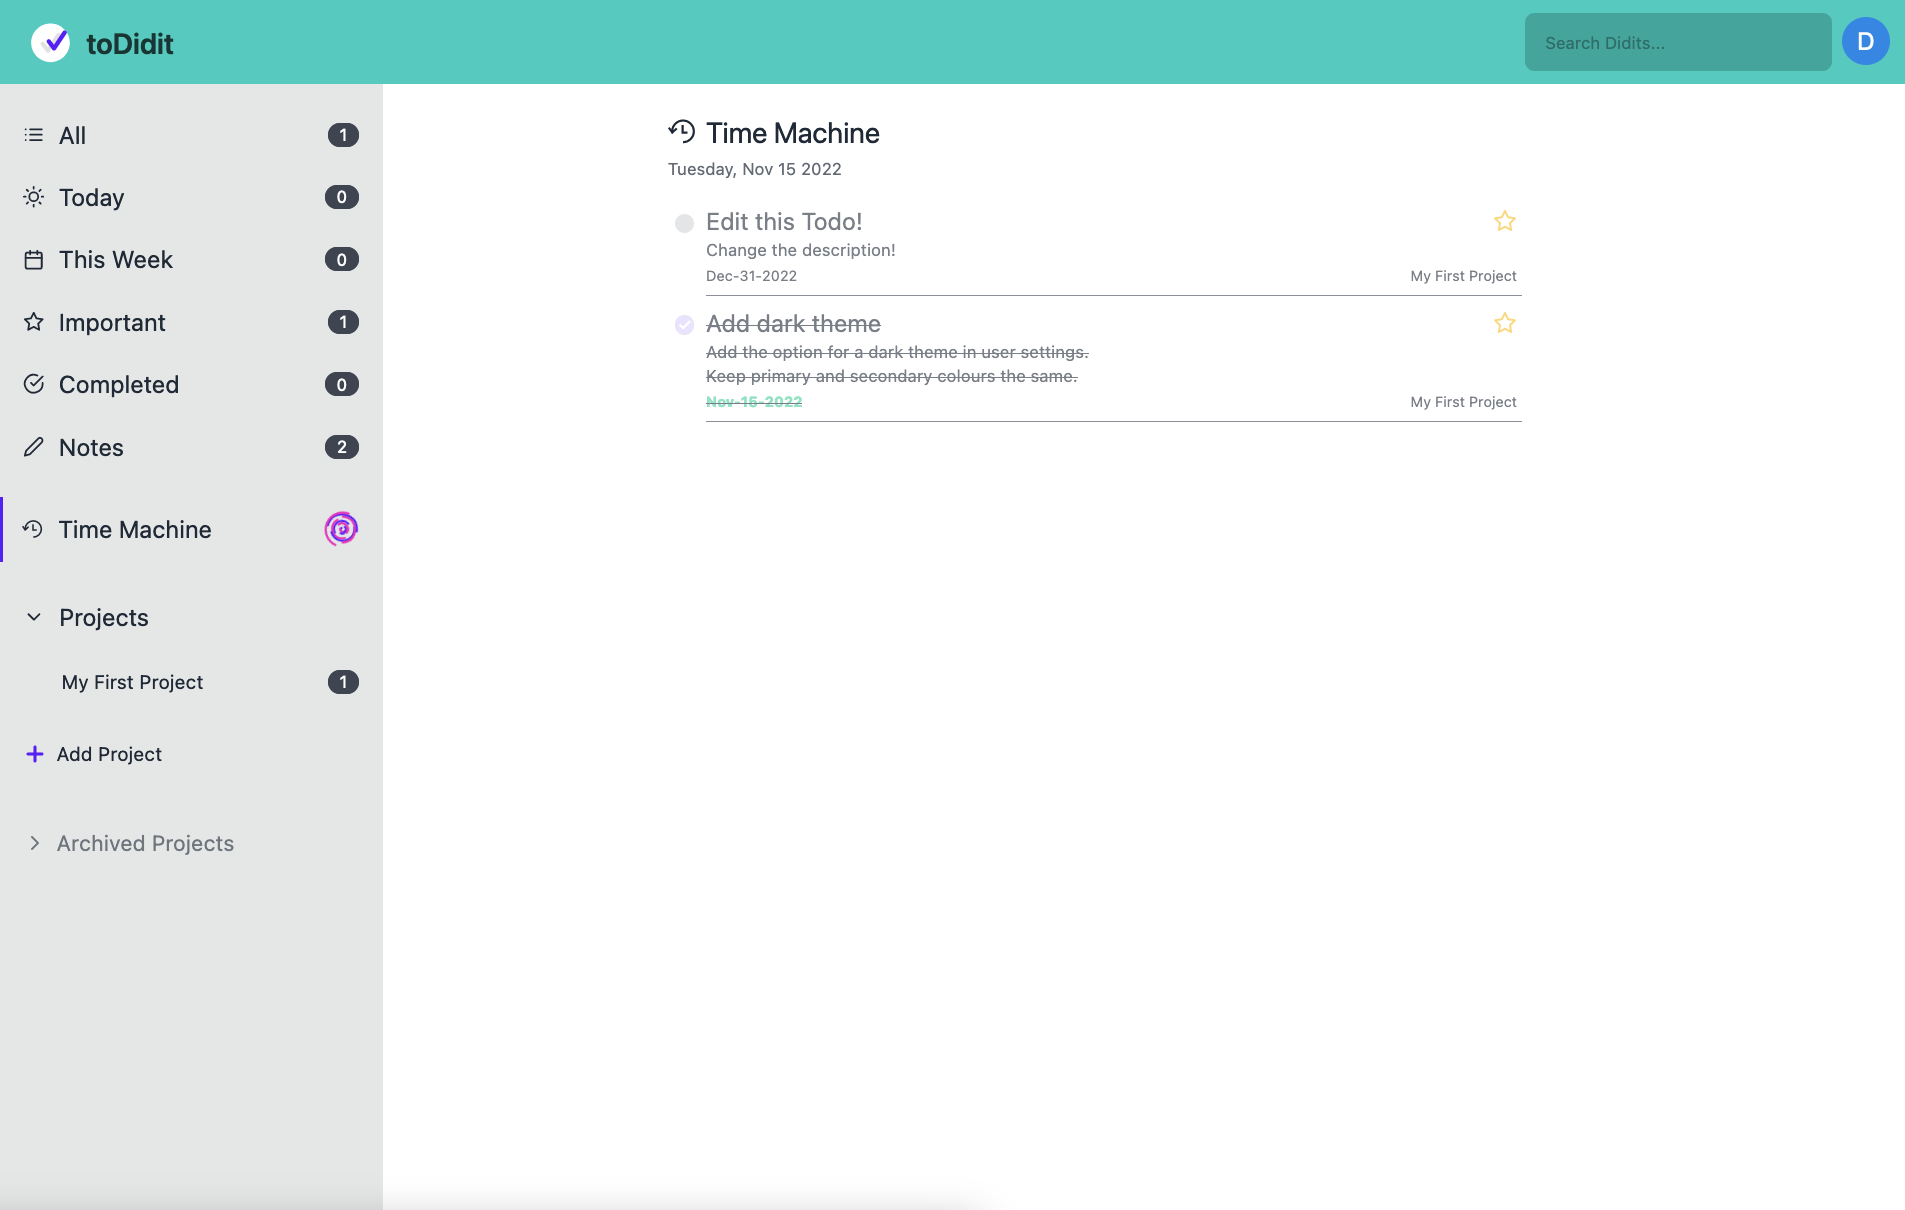 toDidit
Search Didits...
D
All 1
Today 0
This Week 0
Important 1
Completed 0
Notes 2
Time Machine
Projects
My First Project 1
Add Project
Archived Projects
Time Machine
Tuesday, Nov 15 2022
Edit this Todo!
Change the description!
Dec-31-2022 My First Project
Add dark theme
Add the option for a dark theme in user settings.
Keep primary and secondary colours the same.
Nov-15-2022 My First Project